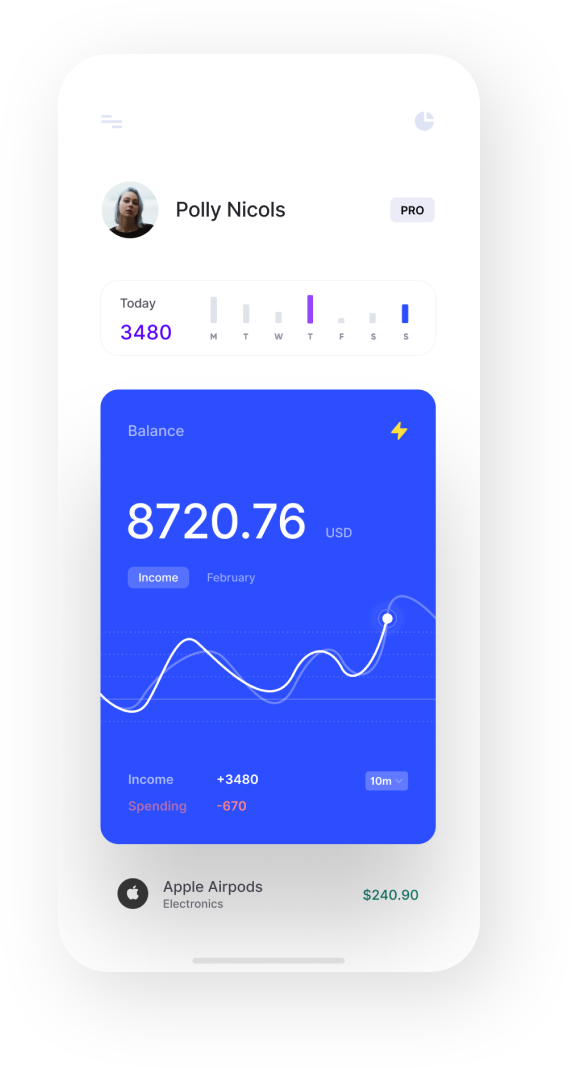 Polly Nicols
PRO
Today
3480
M T W T F S S
Balance
8720.76 USD
Income February
Income +3480
10m
Spending -670
Apple Airpods
Electronics
$240.90